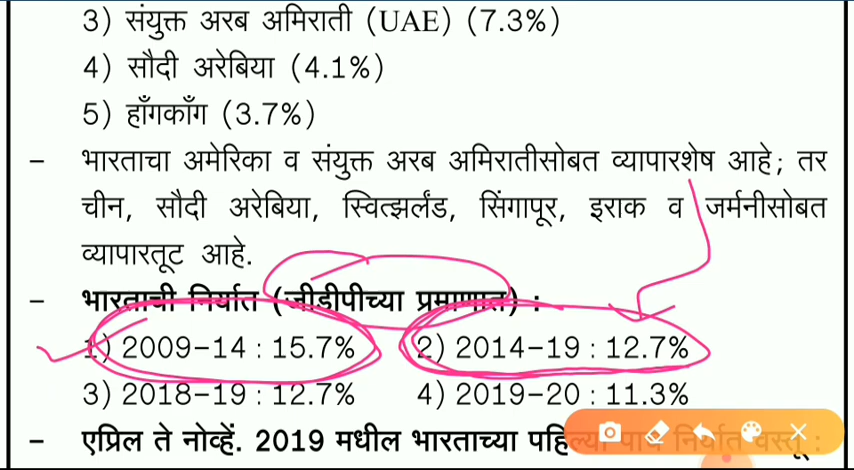 3) संयुक्त अरब अमिराती (UAE) (7.3%)
4) सौदी अरेबिया (4.1%)
5) हाँगकाँग (3.7%)
– भारताचा अमेरिका व संयुक्त अरब अमिरातीसोबत व्यापारशेष आहे; तर
चीन, सौदी अरेबिया, स्वित्झर्लंड, सिंगापूर, इराक व जर्मनीसोबत
व्यापारतूट आहे.
– भारताची निर्यात (जीडीपीच्या प्रमाणात) :
1) 2009–14 : 15.7% 2) 2014–19 : 12.7%
3) 2018–19 : 12.7% 4) 2019–20 : 11.3%
– एप्रिल ते नोव्हें. 2019 मधील भारताच्या पहिल्या पाच निर्यात वस्तू :